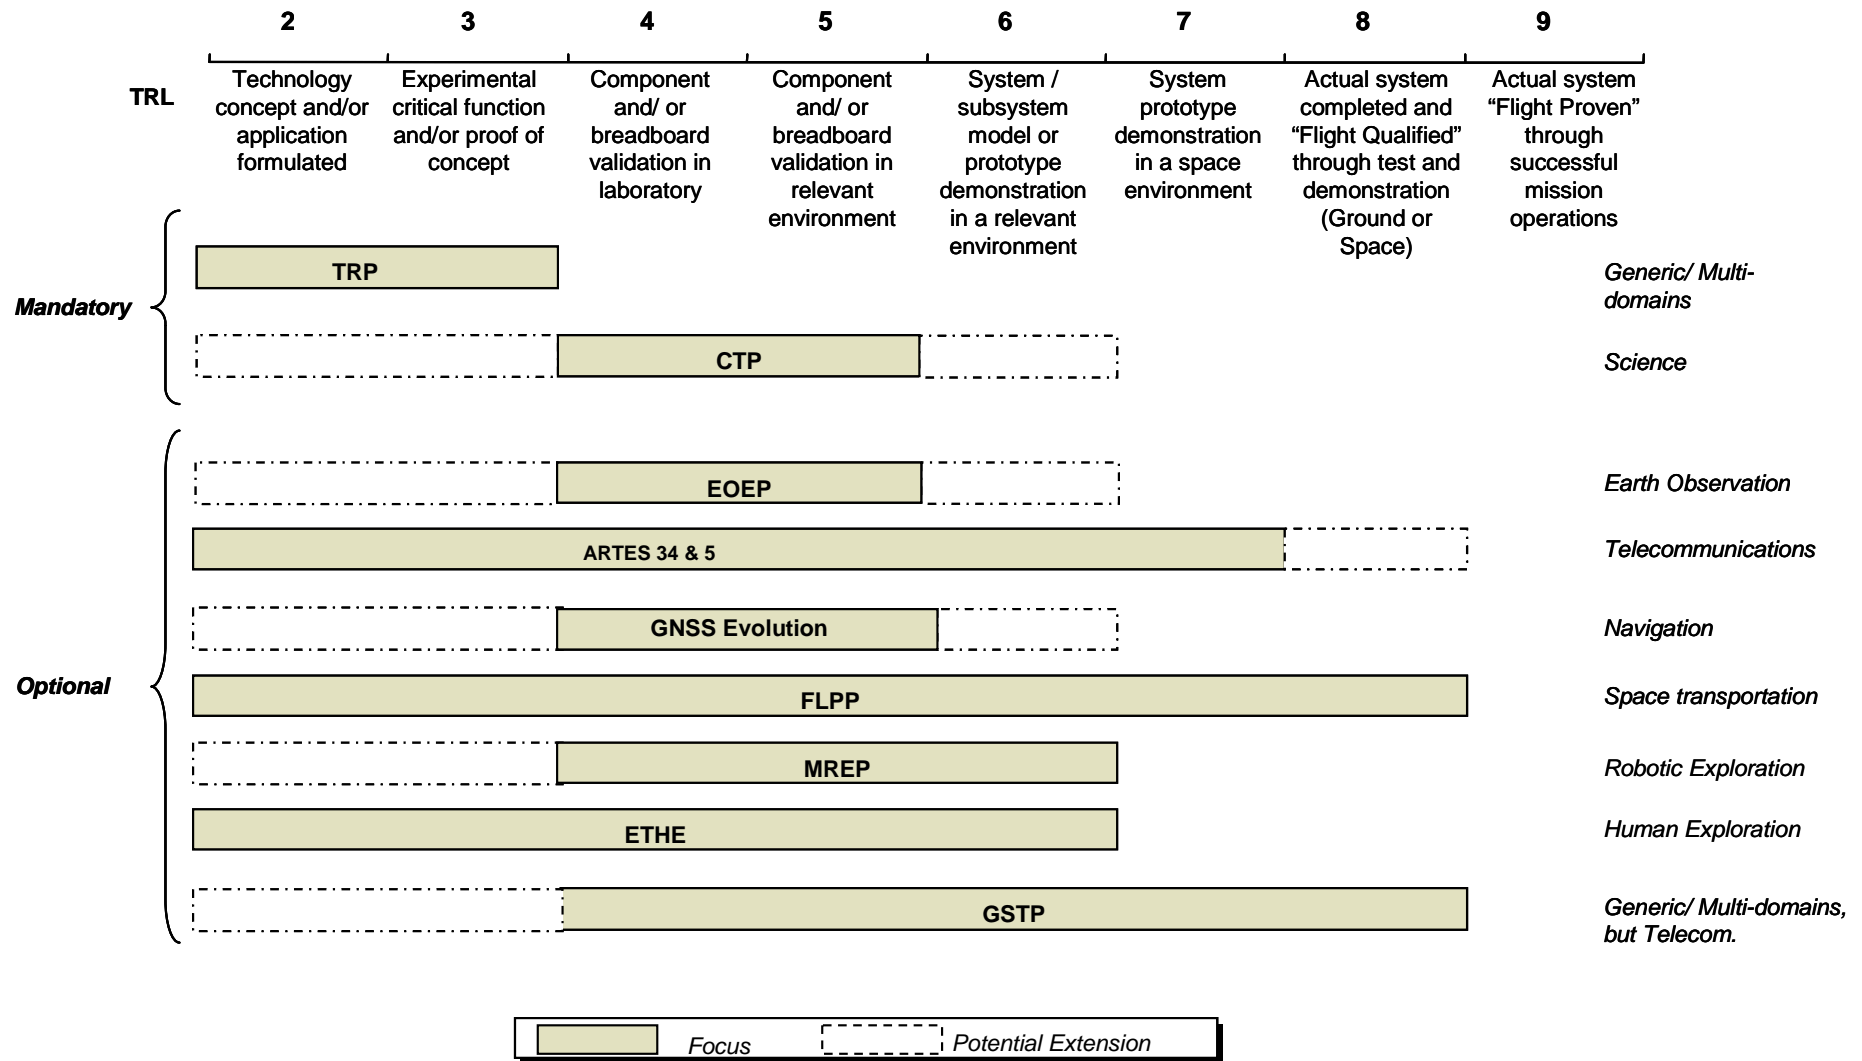 2 3 4 5 6 7 8 9
TRL
Technology
concept and/or
application
formulated
Experimental
critical function
and/or proof of
concept
Component
and/ or
breadboard
validation in
laboratory
Component
and/ or
breadboard
validation in
relevant
environment
System /
subsystem
model or
prototype
demonstration
in a relevant
environment
System
prototype
demonstration
in a space
environment
Actual system
completed and
“Flight Qualified”
through test and
demonstration
(Ground or
Space)
Actual system
“Flight Proven”
through
successful
mission
operations
Mandatory
TRP
Generic/ Multi-
domains
CTP
Science
Optional
EOEP
Earth Observation
ARTES 34 & 5
Telecommunications
GNSS Evolution
Navigation
FLPP
Space transportation
MREP
Robotic Exploration
ETHE
Human Exploration
GSTP
Generic/ Multi-domains,
but Telecom.
Focus
Potential Extension